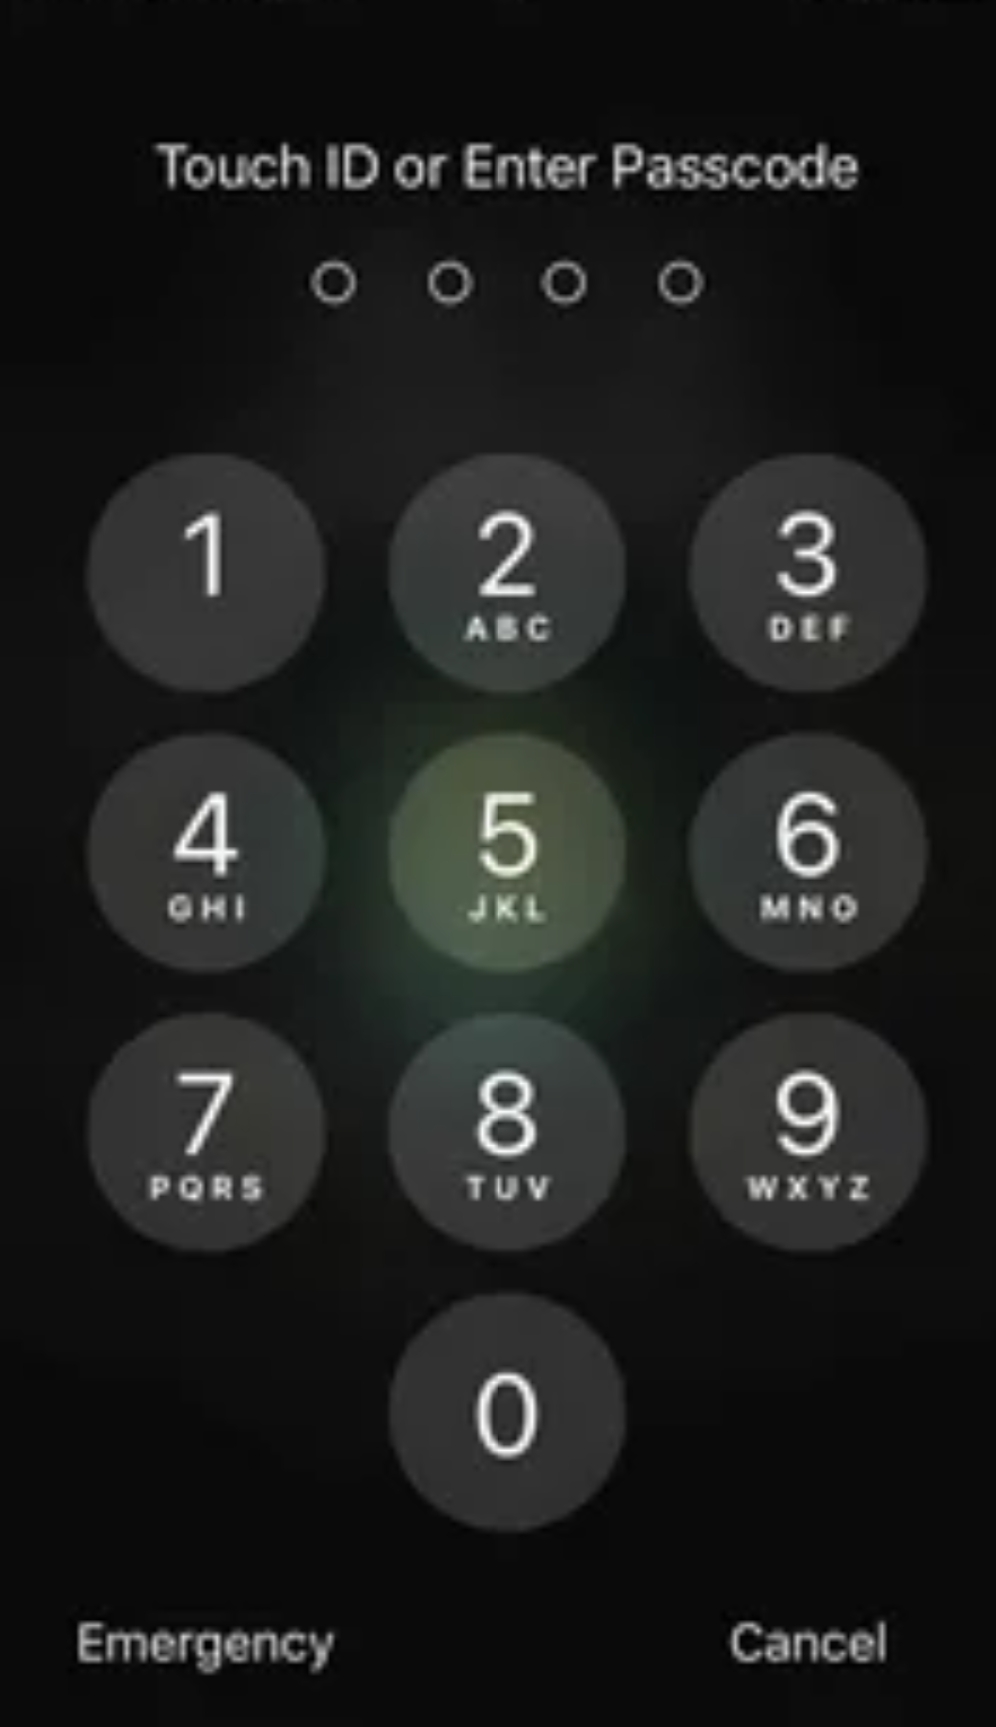 Touch ID or Enter Passcode
1 2 3
ABC DEF
4 5 6
GHI JKL MNO
7 8 9
PQRS TUV WXYZ
0
Emergency Cancel